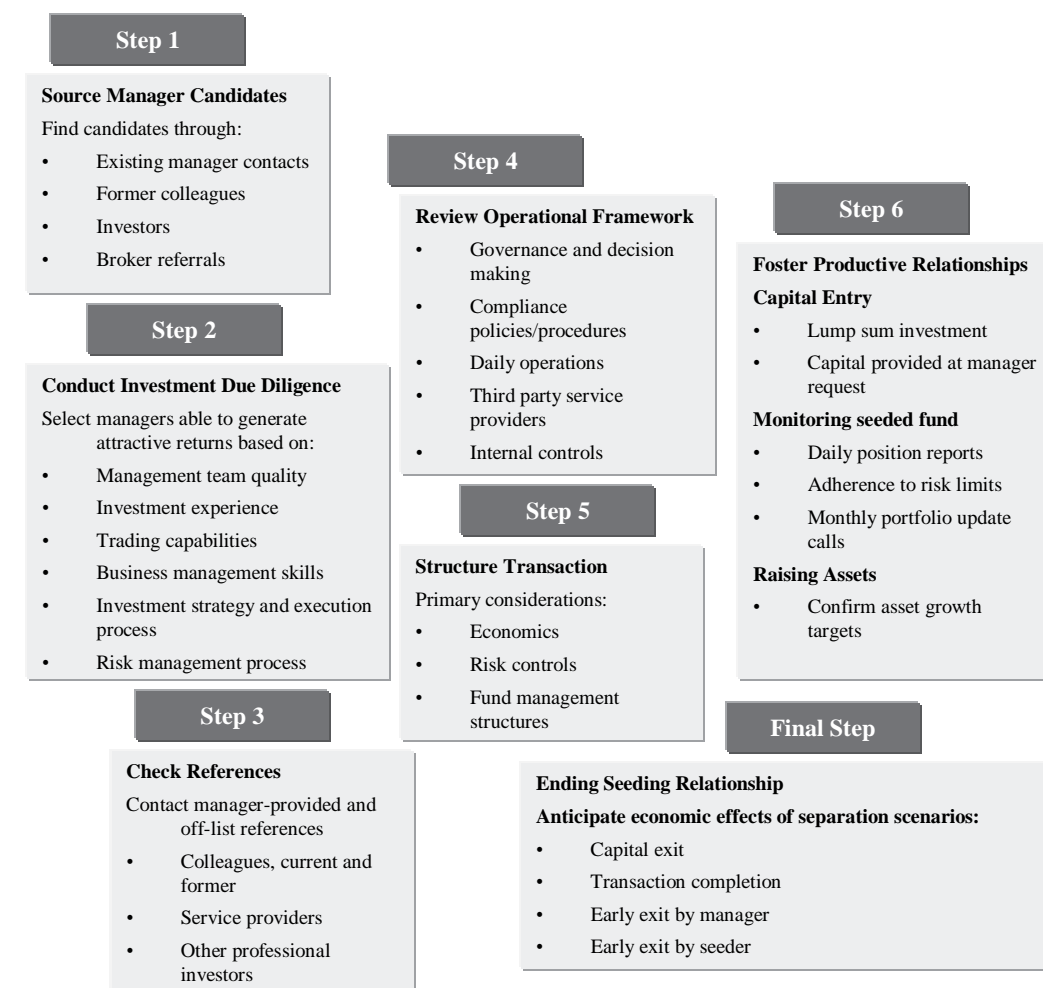 Step 1
Source Manager Candidates
Find candidates through:
• Existing manager contacts
• Former colleagues
• Investors
• Broker referrals
Step 2
Conduct Investment Due Diligence
Select managers able to generate
attractive returns based on:
• Management team quality
• Investment experience
• Trading capabilities
• Business management skills
• Investment strategy and execution
process
• Risk management process
Step 3
Check References
Contact manager-provided and
off-list references
• Colleagues, current and
former
• Service providers
• Other professional
investors
Step 4
Review Operational Framework
• Governance and decision
making
• Compliance
policies/procedures
• Daily operations
• Third party service
providers
• Internal controls
Step 5
Structure Transaction
Primary considerations:
• Economics
• Risk controls
• Fund management
structures
Step 6
Foster Productive Relationships
Capital Entry
• Lump sum investment
• Capital provided at manager
request
Monitoring seeded fund
• Daily position reports
• Adherence to risk limits
• Monthly portfolio update
calls
Raising Assets
• Confirm asset growth
targets
Final Step
Ending Seeding Relationship
Anticipate economic effects of separation scenarios:
• Capital exit
• Transaction completion
• Early exit by manager
• Early exit by seeder